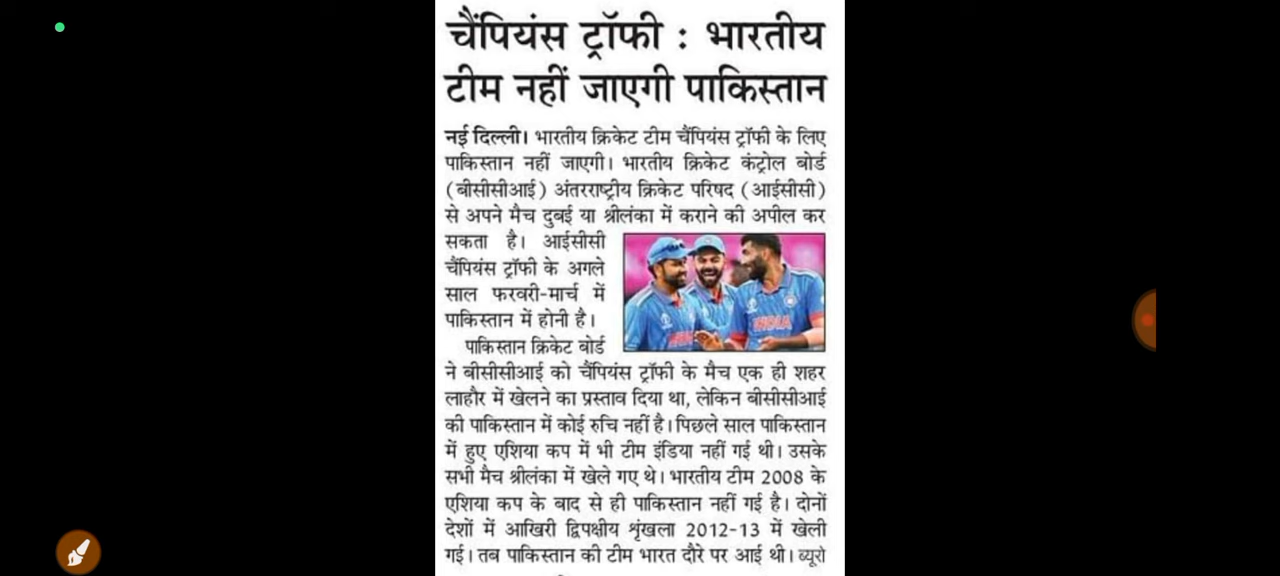 चैंपियंस ट्रॉफी : भारतीय
टीम नहीं जाएगी पाकिस्तान
नई दिल्ली। भारतीय क्रिकेट टीम चैंपियंस ट्रॉफी के लिए
पाकिस्तान नहीं जाएगी। भारतीय क्रिकेट कंट्रोल बोर्ड
(बीसीसीआई) अंतरराष्ट्रीय क्रिकेट परिषद (आईसीसी)
से अपने मैच दुबई या श्रीलंका में कराने की अपील कर
सकता है। आईसीसी
चैंपियंस ट्रॉफी के अगले
साल फरवरी-मार्च में
पाकिस्तान में होनी है।
पाकिस्तान क्रिकेट बोर्ड
ने बीसीसीआई को चैंपियंस ट्रॉफी के मैच एक ही शहर
लाहौर में खेलने का प्रस्ताव दिया था, लेकिन बीसीसीआई
की पाकिस्तान में कोई रुचि नहीं है। पिछले साल पाकिस्तान
में हुए एशिया कप में भी टीम इंडिया नहीं गई थी। उसके
सभी मैच श्रीलंका में खेले गए थे। भारतीय टीम 2008 के
एशिया कप के बाद से ही पाकिस्तान नहीं गई है। दोनों
देशों में आखिरी द्विपक्षीय शृंखला 2012-13 में खेली
गई। तब पाकिस्तान की टीम भारत दौरे पर आई थी। ब्यूरो
INDIA